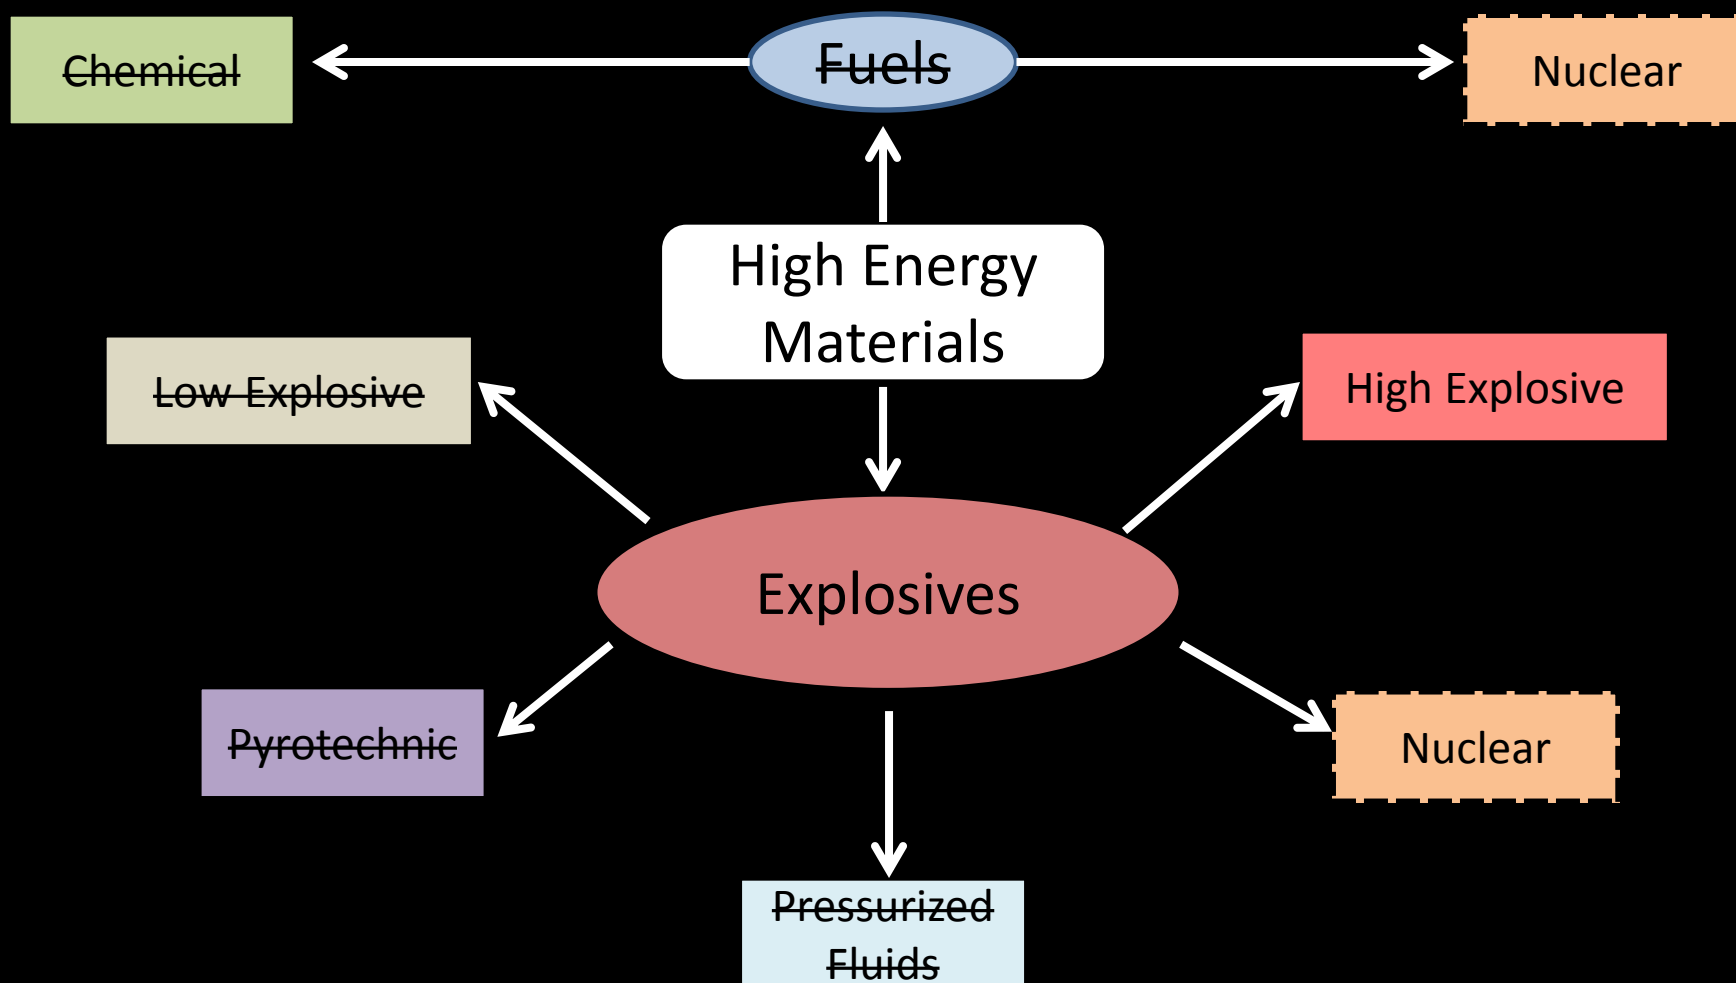 Chemical
Fuels
Nuclear
High Energy
Materials
Low Explosive
High Explosive
Explosives
Pyrotechnic
Nuclear
Pressurized
Fluids